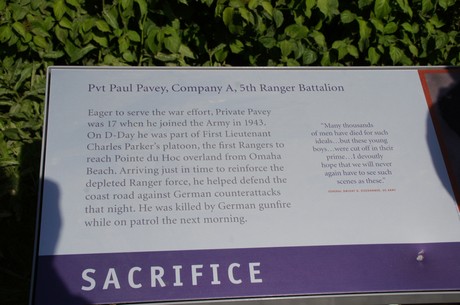 Pvt Paul Pavey, Company A, 5th Ranger Battalion
Eager to serve the war effort, Private Pavey
was 17 when he joined the Army in 1943.
On D-Day he was part of First Lieutenant
Charles Parker's platoon, the first Rangers to
reach Pointe du Hoc overland from Omaha
Beach. Arriving just in time to reinforce the
depleted Ranger force, he helped defend the
coast road against German counterattacks
that night. He was killed by German gunfire
while on patrol the next morning.
"Many thousands
of men have died for such
ideals...but these young
boys...were cut off in their
prime...I devoutly
hope that we will never
again have to see such
scenes as these."
SACRIFICE